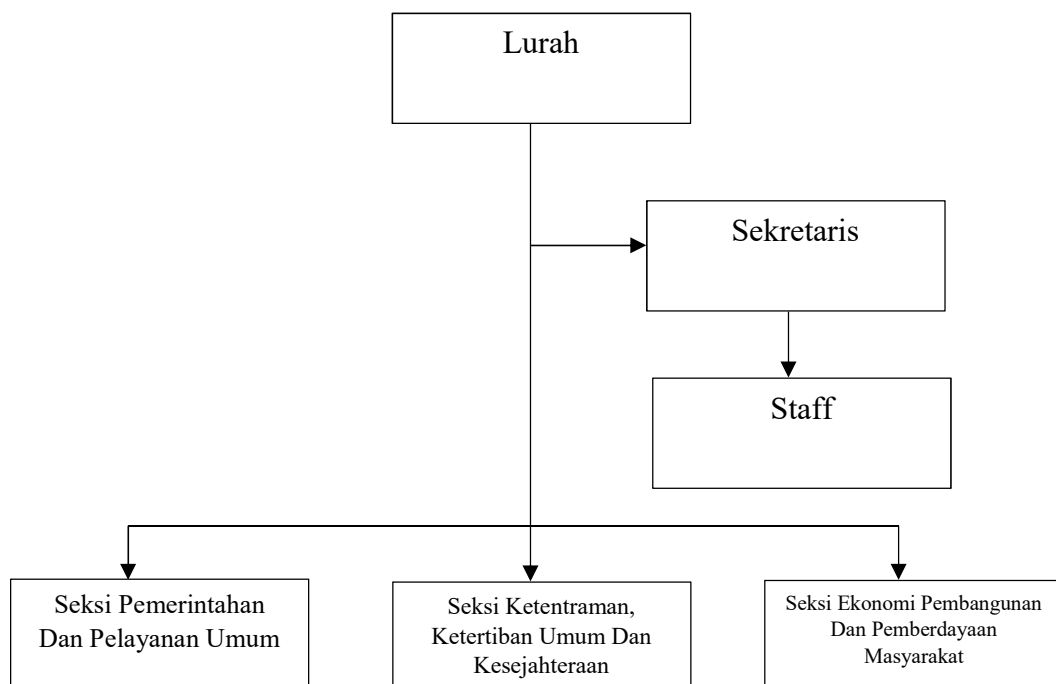 Lurah
Sekretaris
Staff
Seksi Pemerintahan
Dan Pelayanan Umum
Seksi Ketentraman,
Ketertiban Umum Dan
Kesejahteraan
Seksi Ekonomi Pembangunan
Dan Pemberdayaan
Masyarakat